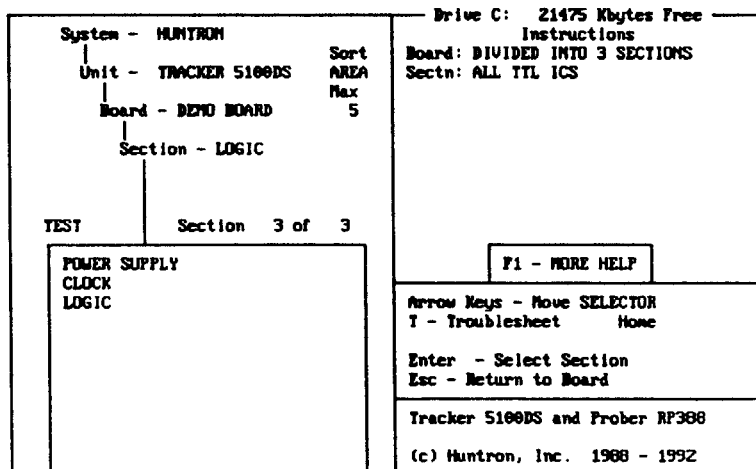 System - HUNTRON
Sort
Unit - TRACKER 5100DS AREA
Max
Board - DEMO BOARD 5
Section - LOGIC
TEST Section 3 of 3
POWER SUPPLY
CLOCK
LOGIC
Drive C: 21475 Kbytes Free
Instructions
Board: DIVIDED INTO 3 SECTIONS
Sectn: ALL TTL ICS
F1 - MORE HELP
Arrow Keys - Move SELECTOR
T - Troublesheet Home
Enter - Select Section
Esc - Return to Board
Tracker 5100DS and Prober RP388
(c) Huntron, Inc. 1988 - 1992